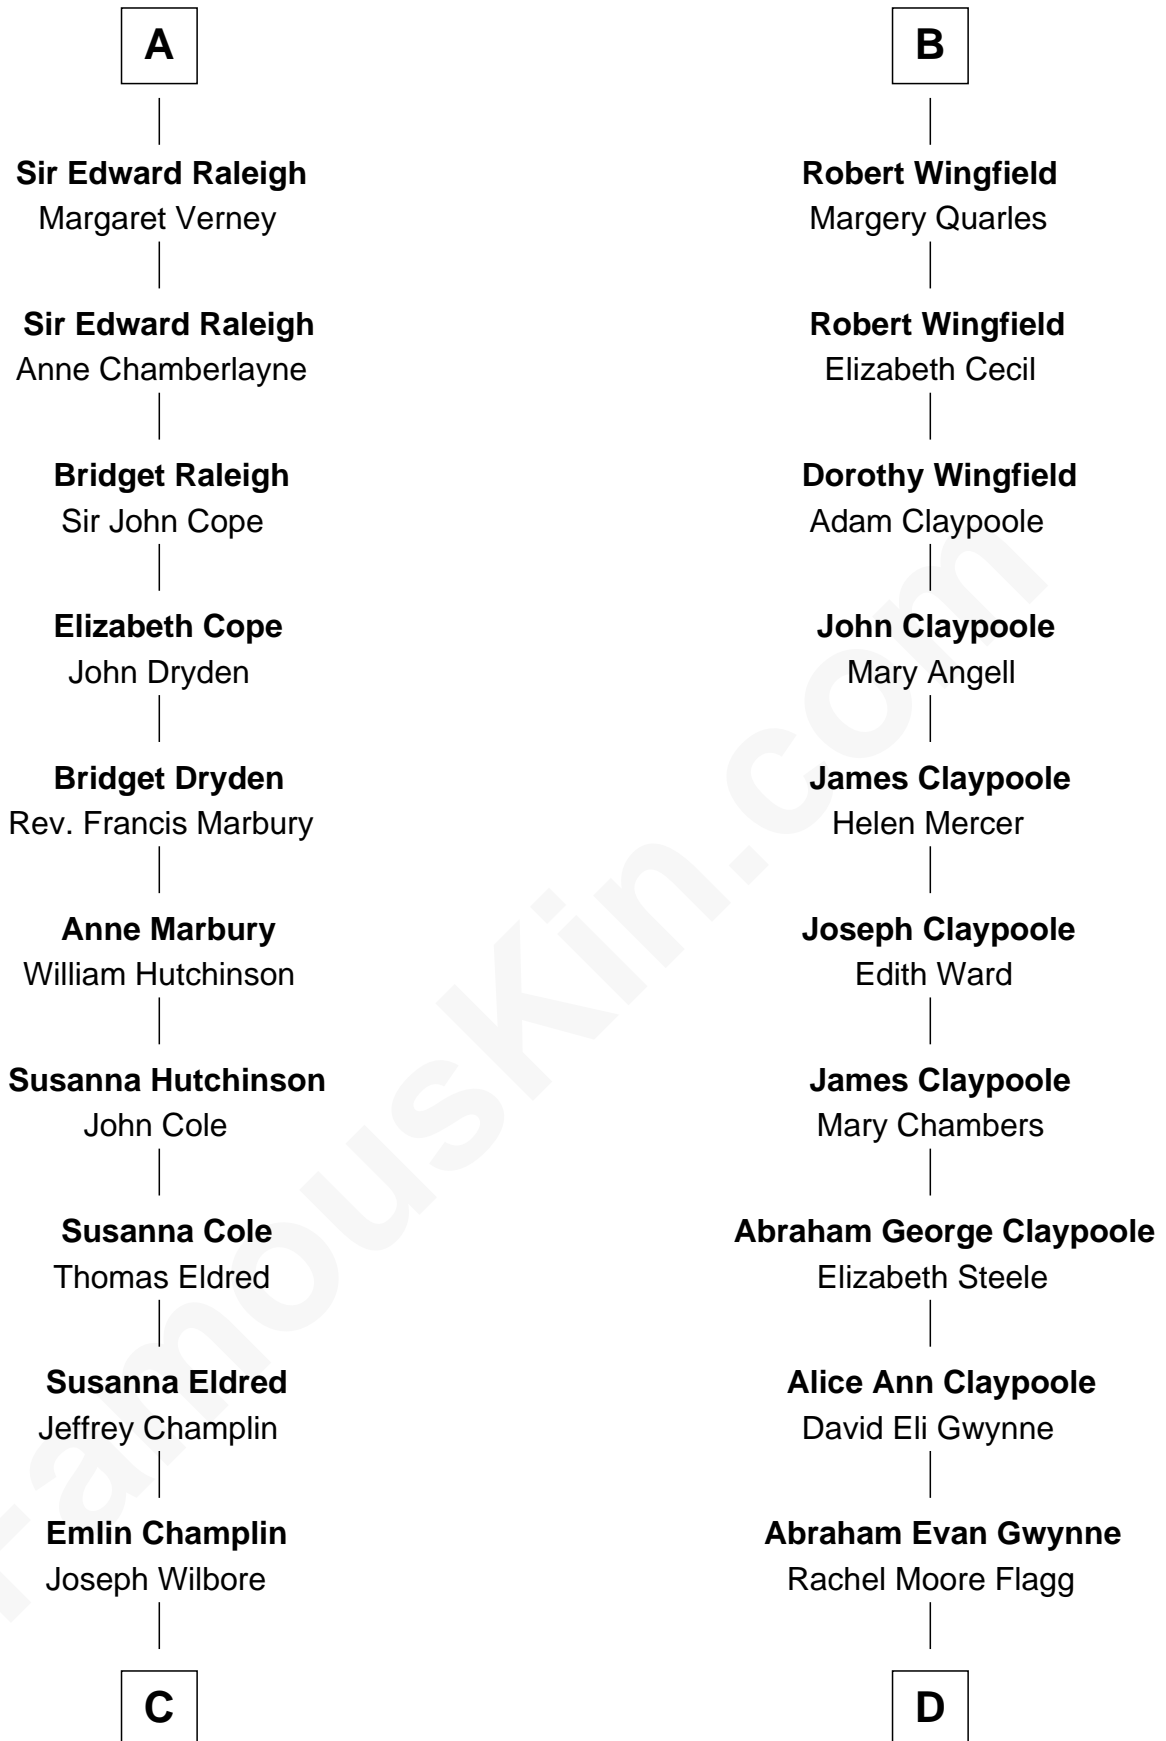 A
Sir Edward Raleigh
Margaret Verney
Sir Edward Raleigh
Anne Chamberlayne
Bridget Raleigh
Sir John Cope
Elizabeth Cope
John Dryden
Bridget Dryden
Rev. Francis Marbury
Anne Marbury
William Hutchinson
Susanna Hutchinson
John Cole
Susanna Cole
Thomas Eldred
Susanna Eldred
Jeffrey Champlin
Emlin Champlin
Joseph Wilbore
C
B
Robert Wingfield
Margery Quarles
Robert Wingfield
Elizabeth Cecil
Dorothy Wingfield
Adam Claypoole
John Claypoole
Mary Angell
James Claypoole
Helen Mercer
Joseph Claypoole
Edith Ward
James Claypoole
Mary Chambers
Abraham George Claypoole
Elizabeth Steele
Alice Ann Claypoole
David Eli Gwynne
Abraham Evan Gwynne
Rachel Moore Flagg
D
FamousKin.com